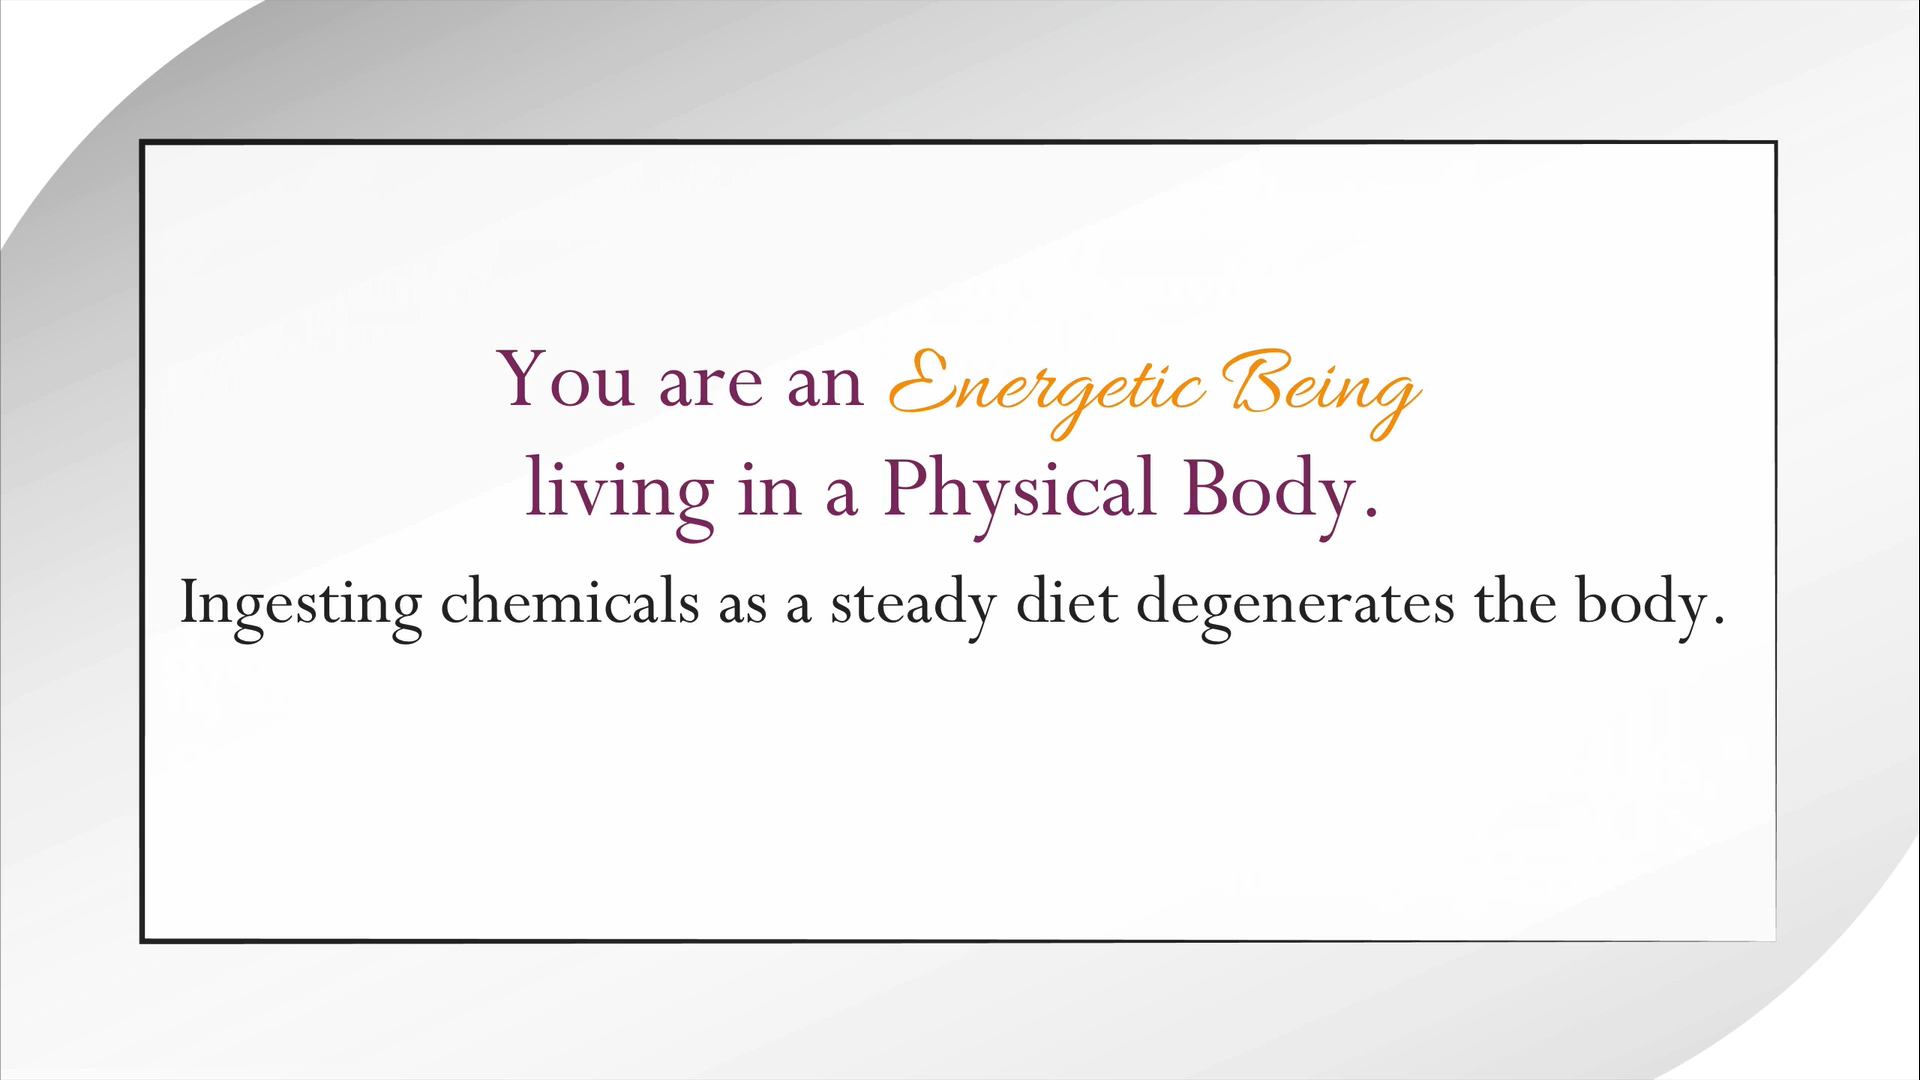 You are an Energetic Being
living in a Physical Body.
Ingesting chemicals as a steady diet degenerates the body.